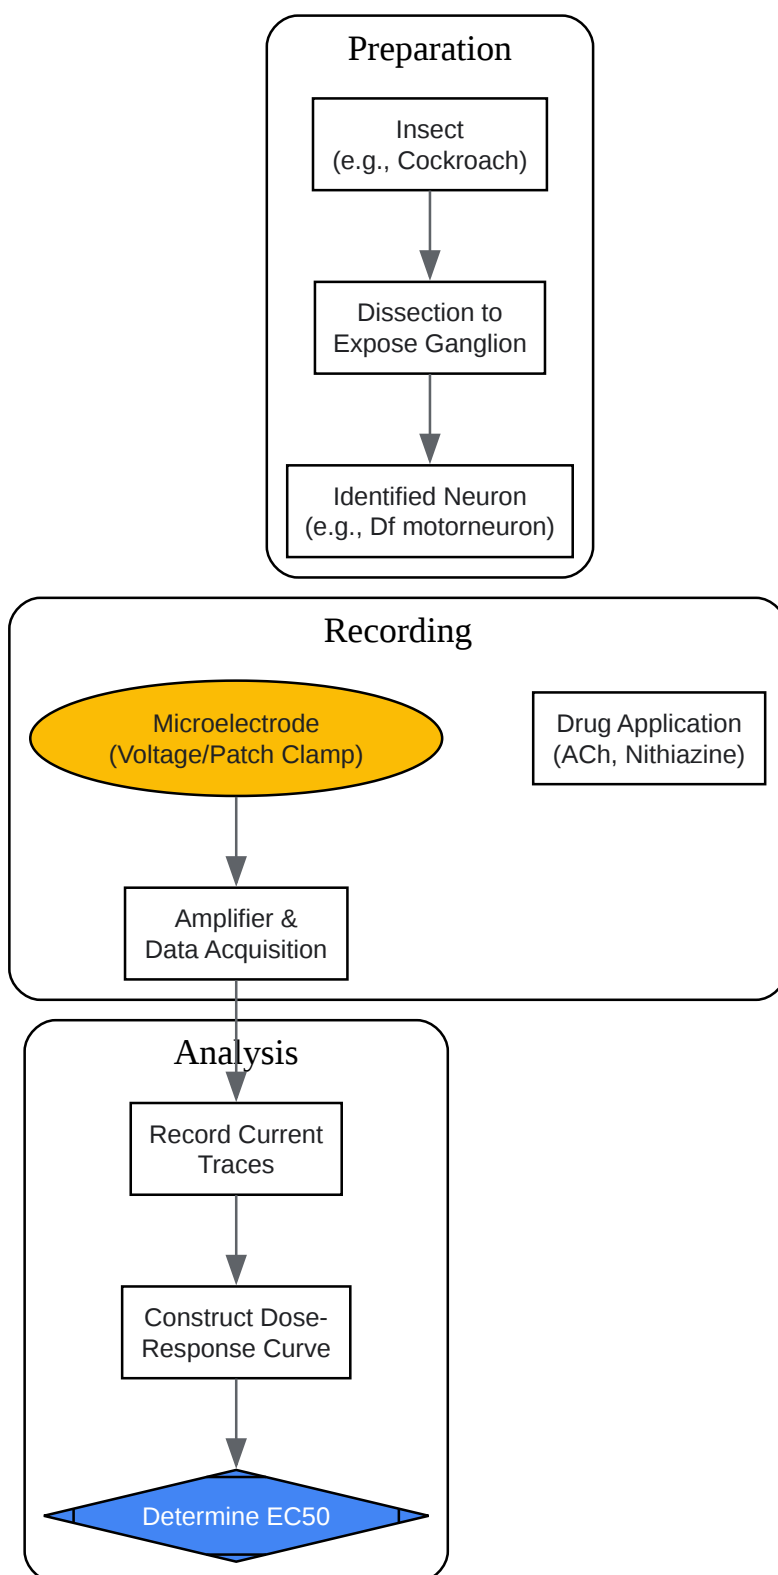 Preparation
Insect
(e.g., Cockroach)
Dissection to
Expose Ganglion
Identified Neuron
(e.g., Df motorneuron)
Recording
Microelectrode
(Voltage/Patch Clamp)
Drug Application
(ACh, Nithiazine)
Amplifier &
Data Acquisition
Analysis
Record Current
Traces
Construct Dose-
Response Curve
Determine EC50